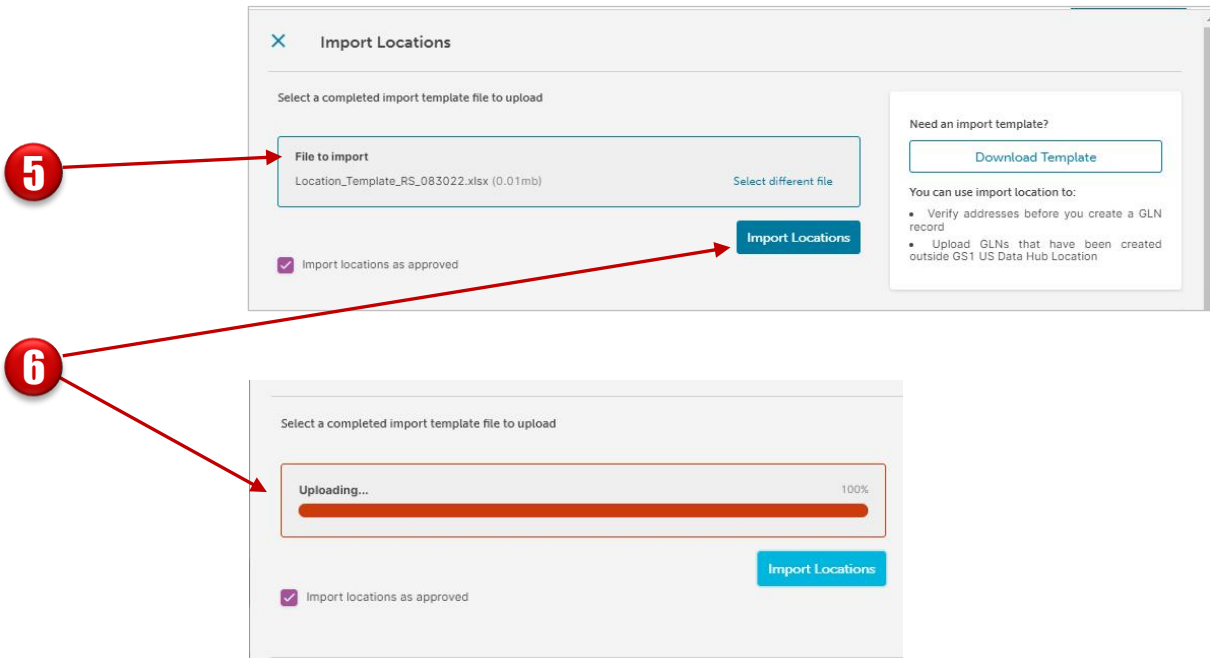 Import Locations
Select a completed import template file to upload
File to import
Location_Template_RS_083022.xlsx (0.01mb)
Select different file
Import Locations
Import locations as approved
Need an import template?
Download Template
You can use import location to:
• Verify addresses before you create a GLN
record
• Upload GLNs that have been created
outside GS1 US Data Hub Location
5
6
Select a completed import template file to upload
Uploading...
100%
Import Locations
Import locations as approved